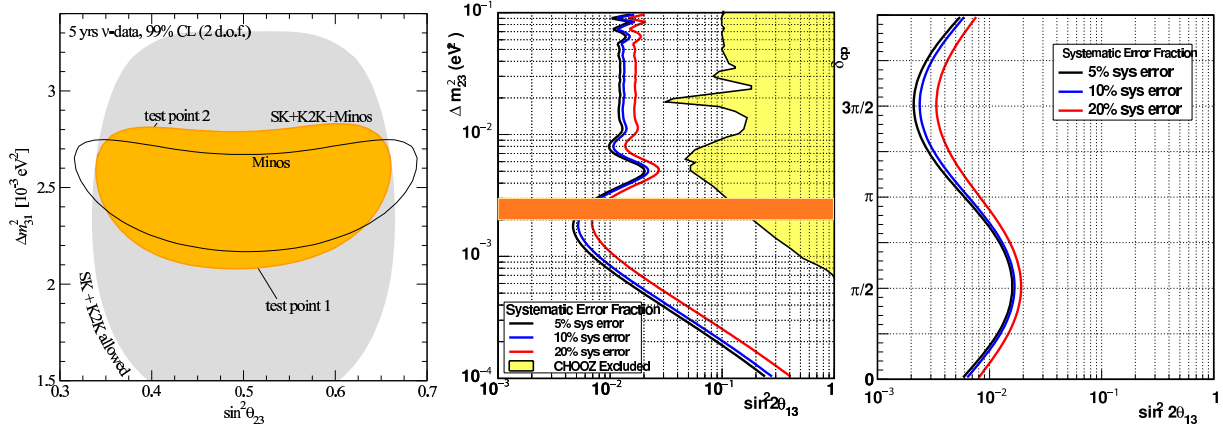 5 yrs ν-data, 99% CL (2 d.o.f.)
test point 2
SK+K2K+Minos
Minos
test point 1
SK + K2K allowed
Δm²₃₁ [10⁻³ eV²]
3
2.5
2
1.5
0.3 0.4 0.5 0.6 0.7
sin²θ₂₃
Δ m²₂₃ (eV²)
10⁻¹
10⁻²
10⁻³
10⁻⁴
Systematic Error Fraction
5% sys error
10% sys error
20% sys error
CHOOZ Excluded
10⁻³ 10⁻² 10⁻¹ 1
sin²2θ₁₃
δcp
3π/2
π
π/2
0
Systematic Error Fraction
5% sys error
10% sys error
20% sys error
10⁻³ 10⁻² 10⁻¹ 1
sin² 2θ₁₃